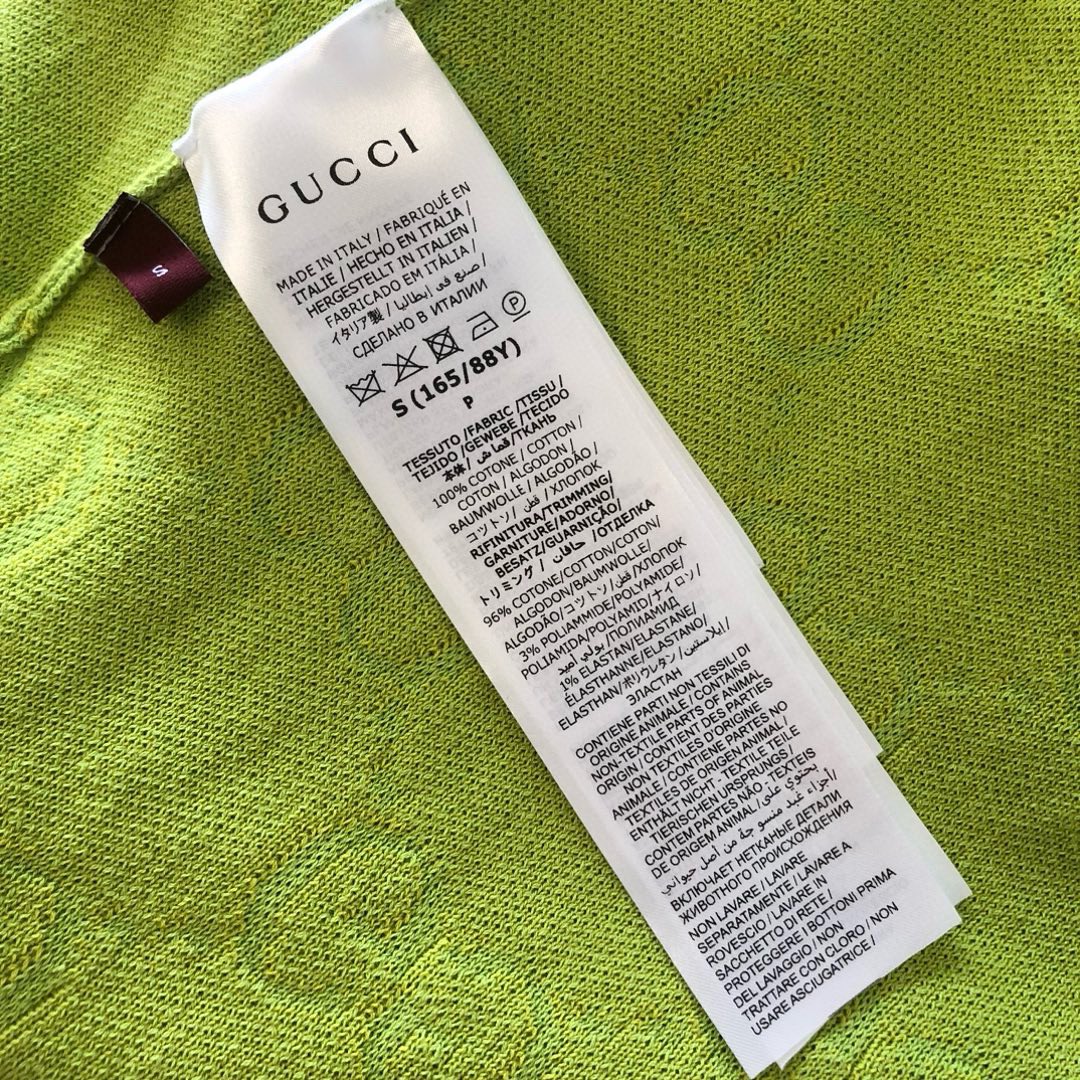 GUCCI
MADE IN ITALY / FABRIQUÉ EN
ITALIE / HECHO EN ITALIA /
HERGESTELLT IN ITALIEN /
FABRICADO EM ITÁLIA /
イタリア製 / صنع في إيطاليا /
СДЕЛАНО В ИТАЛИИ
P
S (165/88Y)
P
TESSUTO /FABRIC /TISSU /
TEJIDO /GEWEBE /TECIDO
本体/ قماش /ТКАНЬ
100% COTONE / COTTON /
COTON / ALGODON /
BAUMWOLLE / ALGODÃO /
コットン/ قطن / ХЛОПОК
RIFINITURA/TRIMMING/
GARNITURE/ADORNO/
BESATZ/GUARNIÇÃO/
トリミング / حافان /ОТДЕЛКА
96% COTONE/COTTON/COTON/
ALGODON/BAUMWOLLE/
ALGODÃO/コットン/قطن/ХЛОПОК
3% POLIAMMIDE/POLYAMIDE/
POLIAMIDA/POLYAMID/ナイロン/
بولي أميد/ПОЛИАМИД
1% ELASTAN/ELASTANE/
ÉLASTHANNE/ELASTANO/
ELASTHAN/ポリウレタン/إيلاستين/
ЭЛАСТАН
CONTIENE PARTI NON TESSILI DI
ORIGINE ANIMALE / CONTAINS
NON-TEXTILE PARTS OF ANIMAL
ORIGIN / CONTIENT DES PARTIES
NON TEXTILES D'ORIGINE
ANIMALE / CONTIENE PARTES NO
TEXTILES DE ORIGEN ANIMAL /
ENTHÄLT NICHT - TEXTILE TEILE
TIERISCHEN URSPRUNGS /
CONTEM PARTES NÃO - TEXTEIS
DE ORIGEM ANIMAL / يحتوي على
أجزاء غير منسوجة من أصل حيواني /
ВКЛЮЧАЕТ НЕТКАНЫЕ ДЕТАЛИ
ЖИВОТНОГО ПРОИСХОЖДЕНИЯ
NON LAVARE / LAVARE
SEPARATAMENTE / LAVARE A
ROVESCIO / LAVARE IN
SACCHETTO DI RETE /
PROTEGGERE I BOTTONI PRIMA
DEL LAVAGGIO / NON
TRATTARE CON CLORO / NON
USARE ASCIUGATRICE /
S